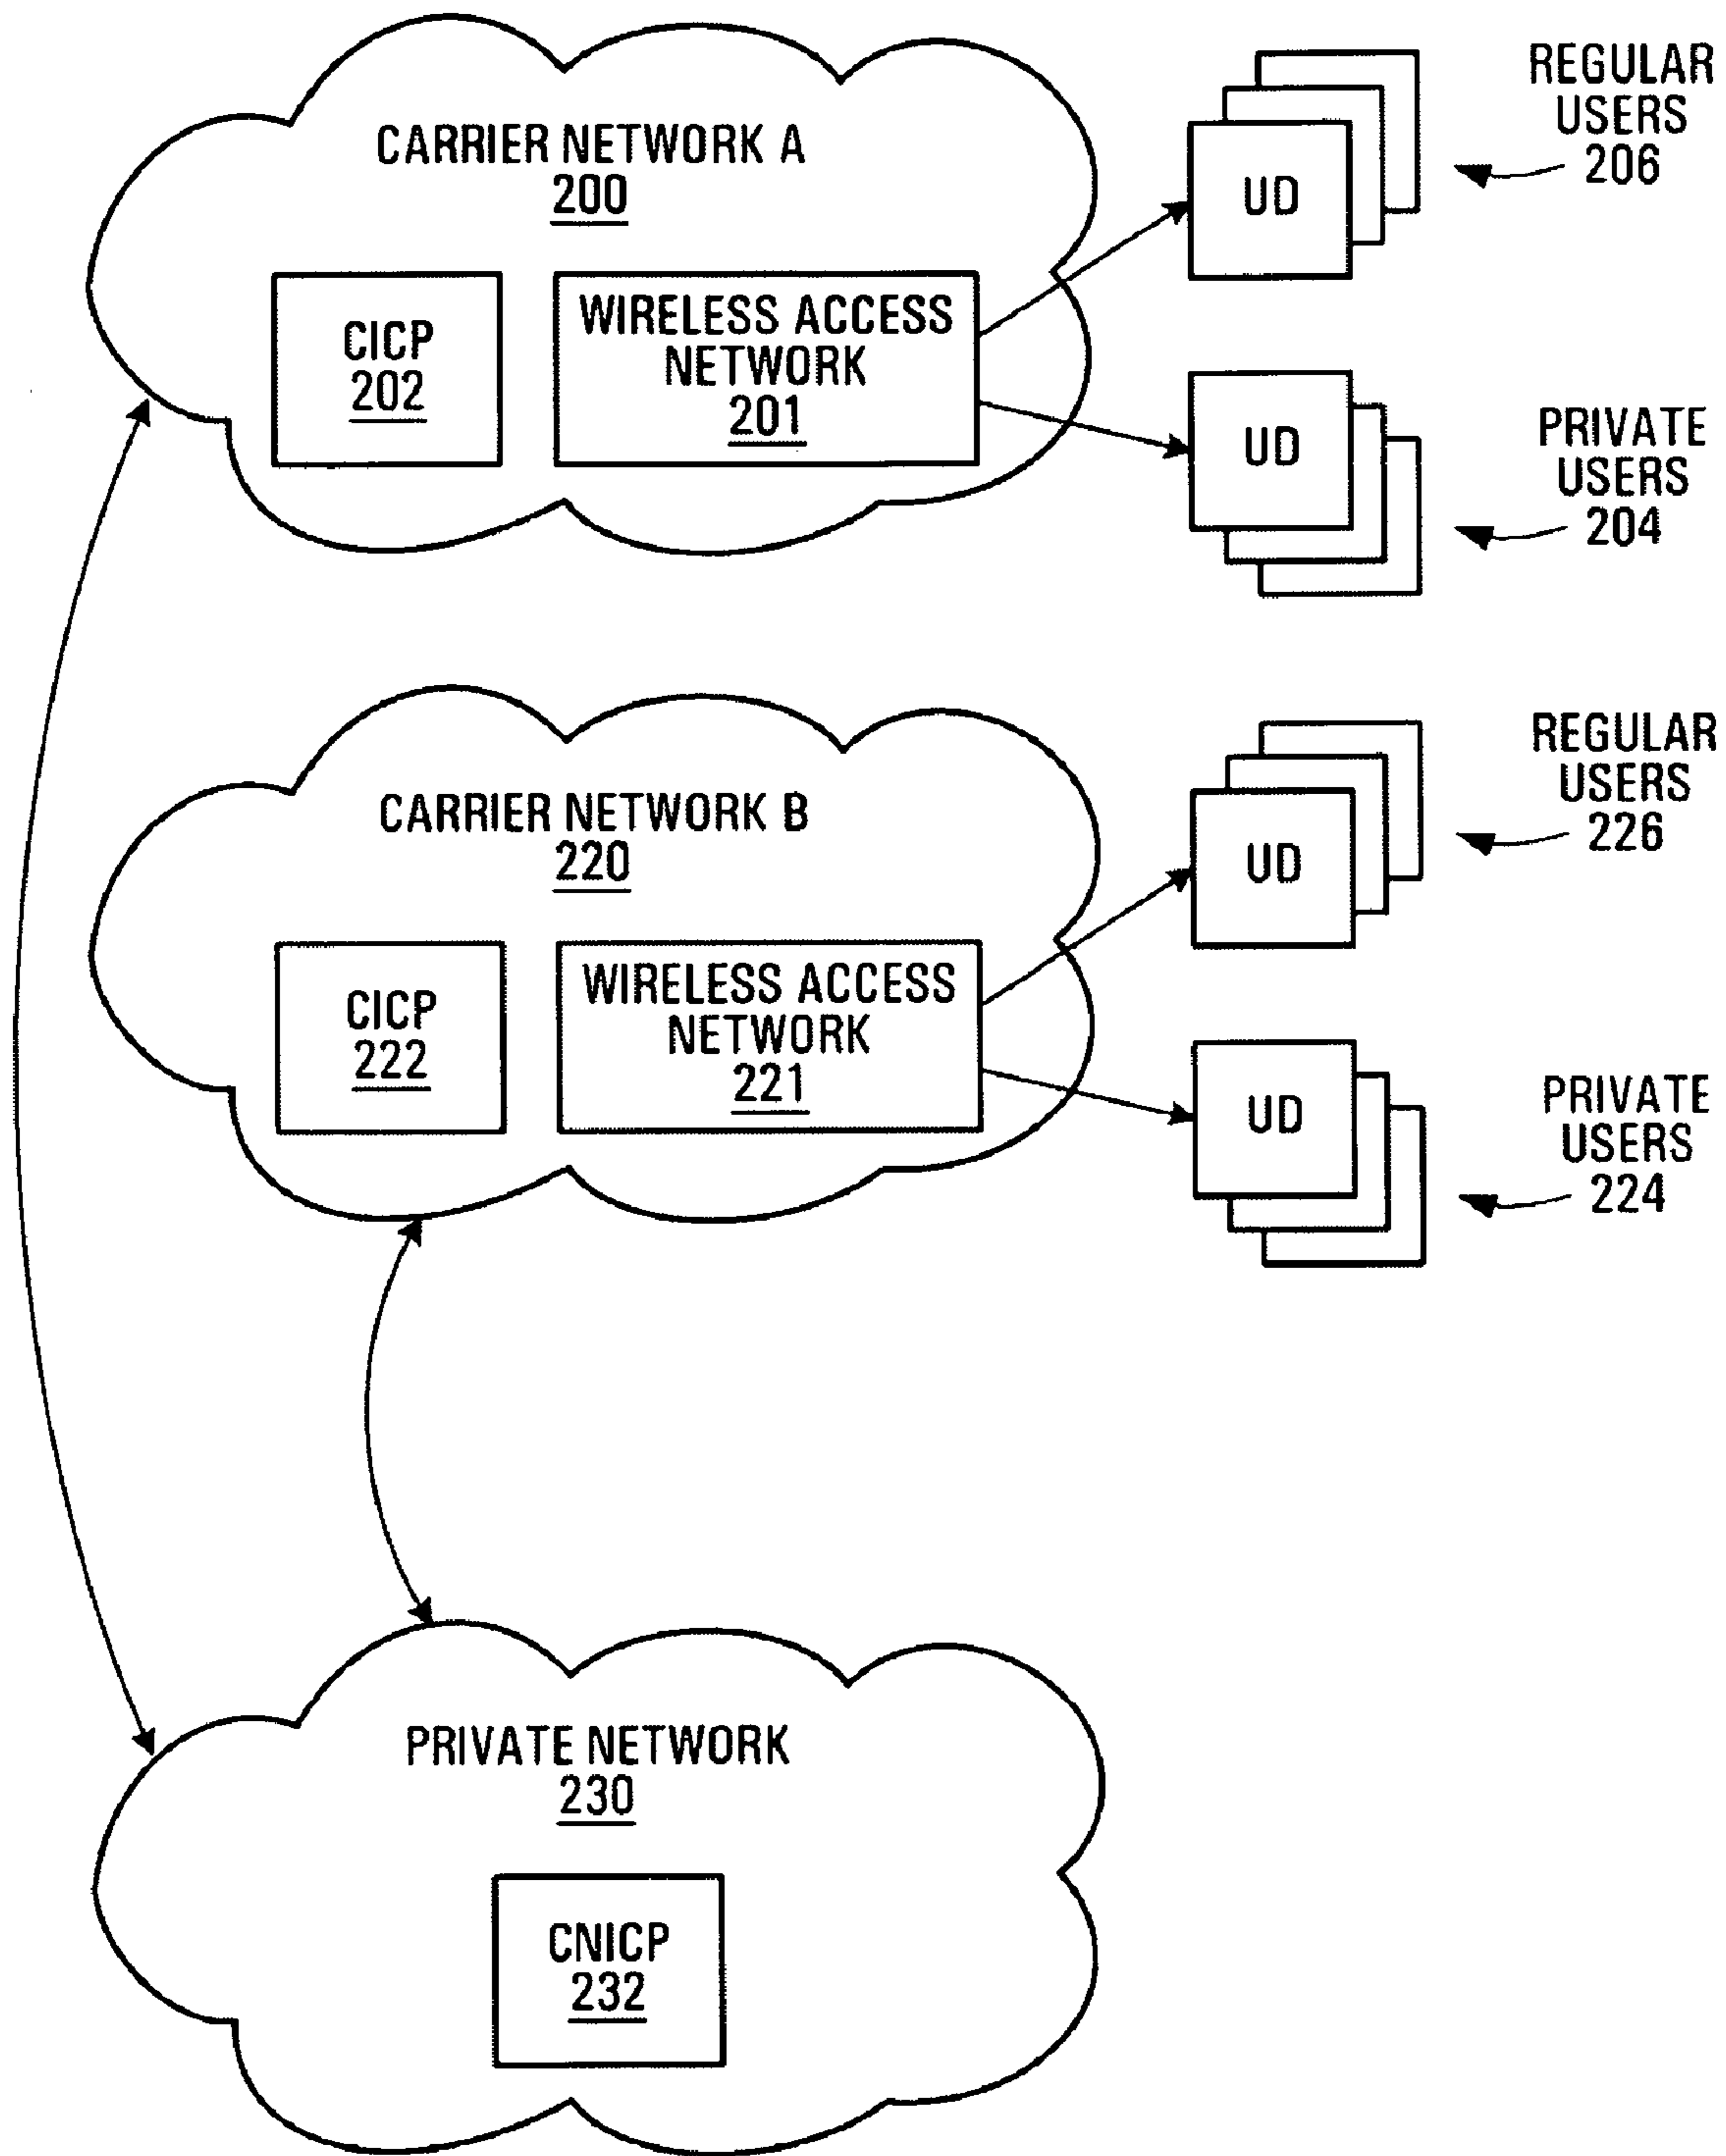 CARRIER NETWORK A
200
CICP
202
WIRELESS ACCESS
NETWORK
201
UD
REGULAR
USERS
206
UD
PRIVATE
USERS
204
CARRIER NETWORK B
220
CICP
222
WIRELESS ACCESS
NETWORK
221
UD
REGULAR
USERS
226
UD
PRIVATE
USERS
224
PRIVATE NETWORK
230
CNICP
232